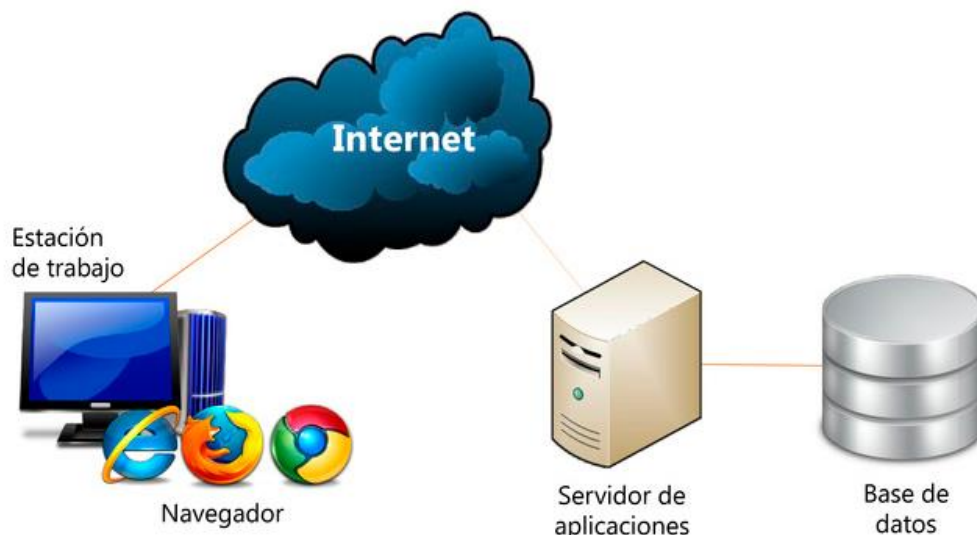 Internet
Estación
de trabajo
Navegador
Servidor de
aplicaciones
Base de
datos